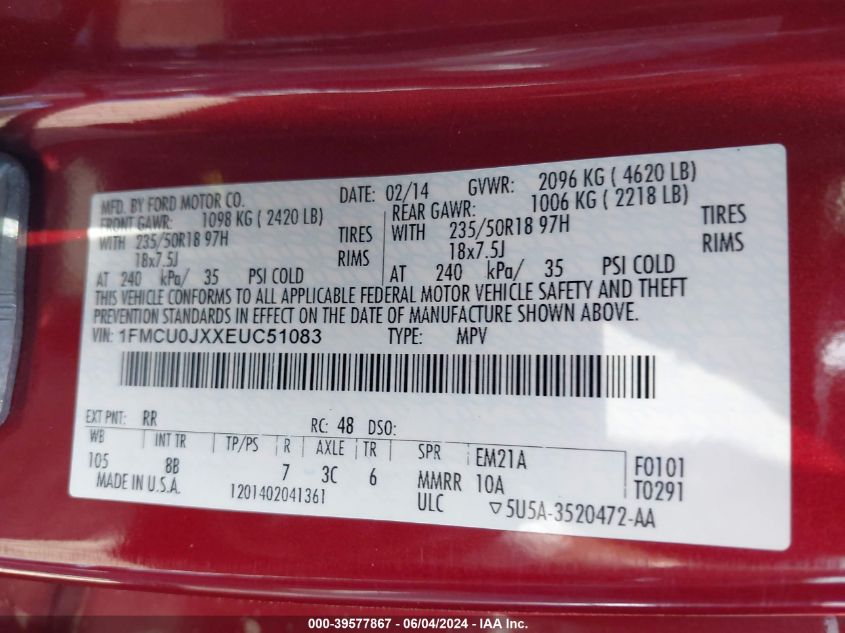 MFD. BY FORD MOTOR CO. DATE: 02/14 GVWR: 2096 KG ( 4620 LB)
FRONT GAWR: 1098 KG ( 2420 LB) REAR GAWR: 1006 KG ( 2218 LB)
WITH 235/50R18 97H TIRES WITH 235/50R18 97H TIRES
18x7.5J RIMS 18x7.5J RIMS
AT 240 kPa/ 35 PSI COLD AT 240 kPa/ 35 PSI COLD
THIS VEHICLE CONFORMS TO ALL APPLICABLE FEDERAL MOTOR VEHICLE SAFETY AND THEFT
PREVENTION STANDARDS IN EFFECT ON THE DATE OF MANUFACTURE SHOWN ABOVE.
VIN: 1FMCU0JXXEUC51083 TYPE: MPV
EXT PNT: RR RC: 48 DSO:
WB INT TR TP/PS R AXLE TR SPR EM21A F0101
105 8B 7 3C 6 MMRR 10A T0291
MADE IN U.S.A. 1201402041361 ULC ▽5U5A-3520472-AA
000-39577867 - 06/04/2024 - IAA Inc.